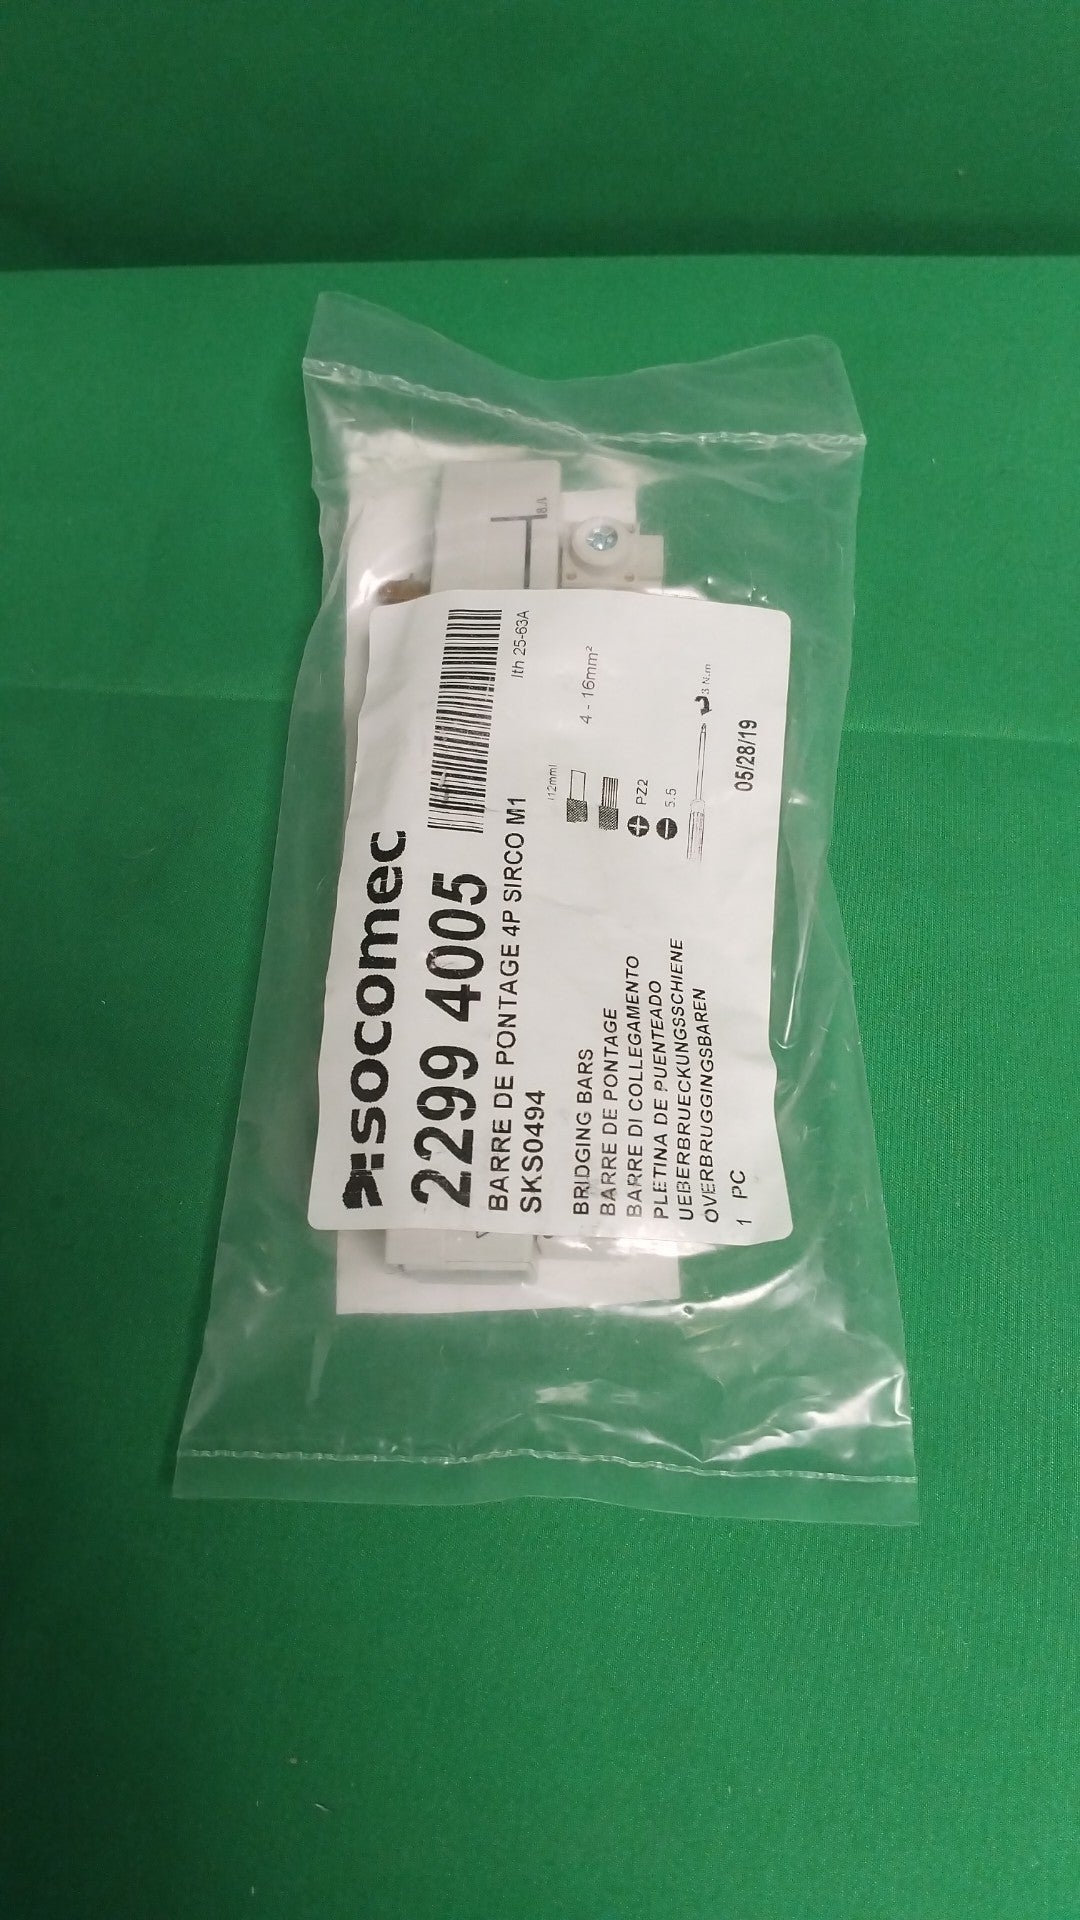 socomec
2299 4005
Ith 25-63A
BARRE DE PONTAGE 4P SIRCO M1
SKS0494
12mm
4 - 16mm²
PZ2
5.5
3 N.m
BRIDGING BARS
BARRE DE PONTAGE
BARRE DI COLLEGAMENTO
PLETINA DE PUENTEADO
UEBERBRUECKUNGSSCHIENE
OVERBRUGGINGSBAREN
1 PC
05/28/19